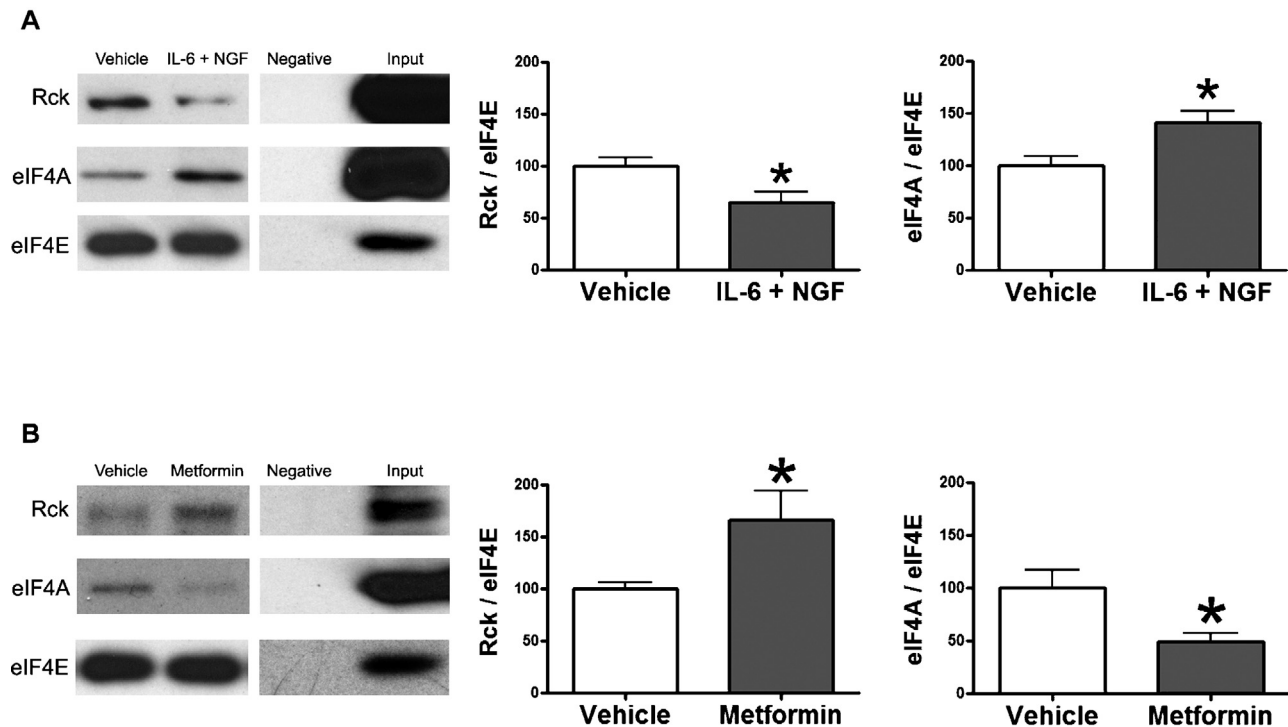 A
Vehicle IL-6 + NGF Negative Input
Rck
eIF4A
eIF4E
Rck / eIF4E
200
150
100
50
0
Vehicle IL-6 + NGF
*
eIF4A / eIF4E
200
150
100
50
0
Vehicle IL-6 + NGF
*
B
Vehicle Metformin Negative Input
Rck
eIF4A
eIF4E
Rck / eIF4E
200
150
100
50
0
Vehicle Metformin
*
eIF4A / eIF4E
200
150
100
50
0
Vehicle Metformin
*